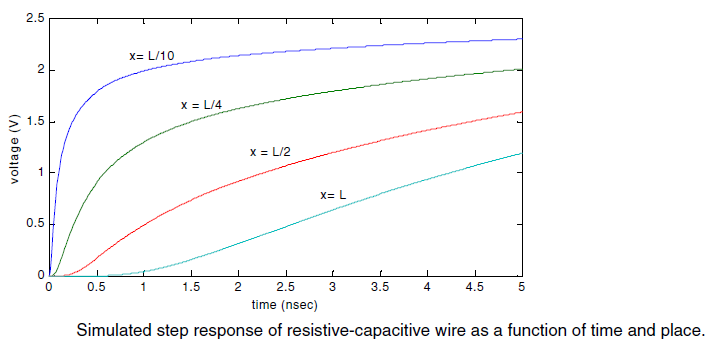 2.5
x= L/10
2
x = L/4
1.5
voltage (V)
x = L/2
1
x= L
0.5
0
0 0.5 1 1.5 2 2.5 3 3.5 4 4.5 5
time (nsec)
Simulated step response of resistive-capacitive wire as a function of time and place.